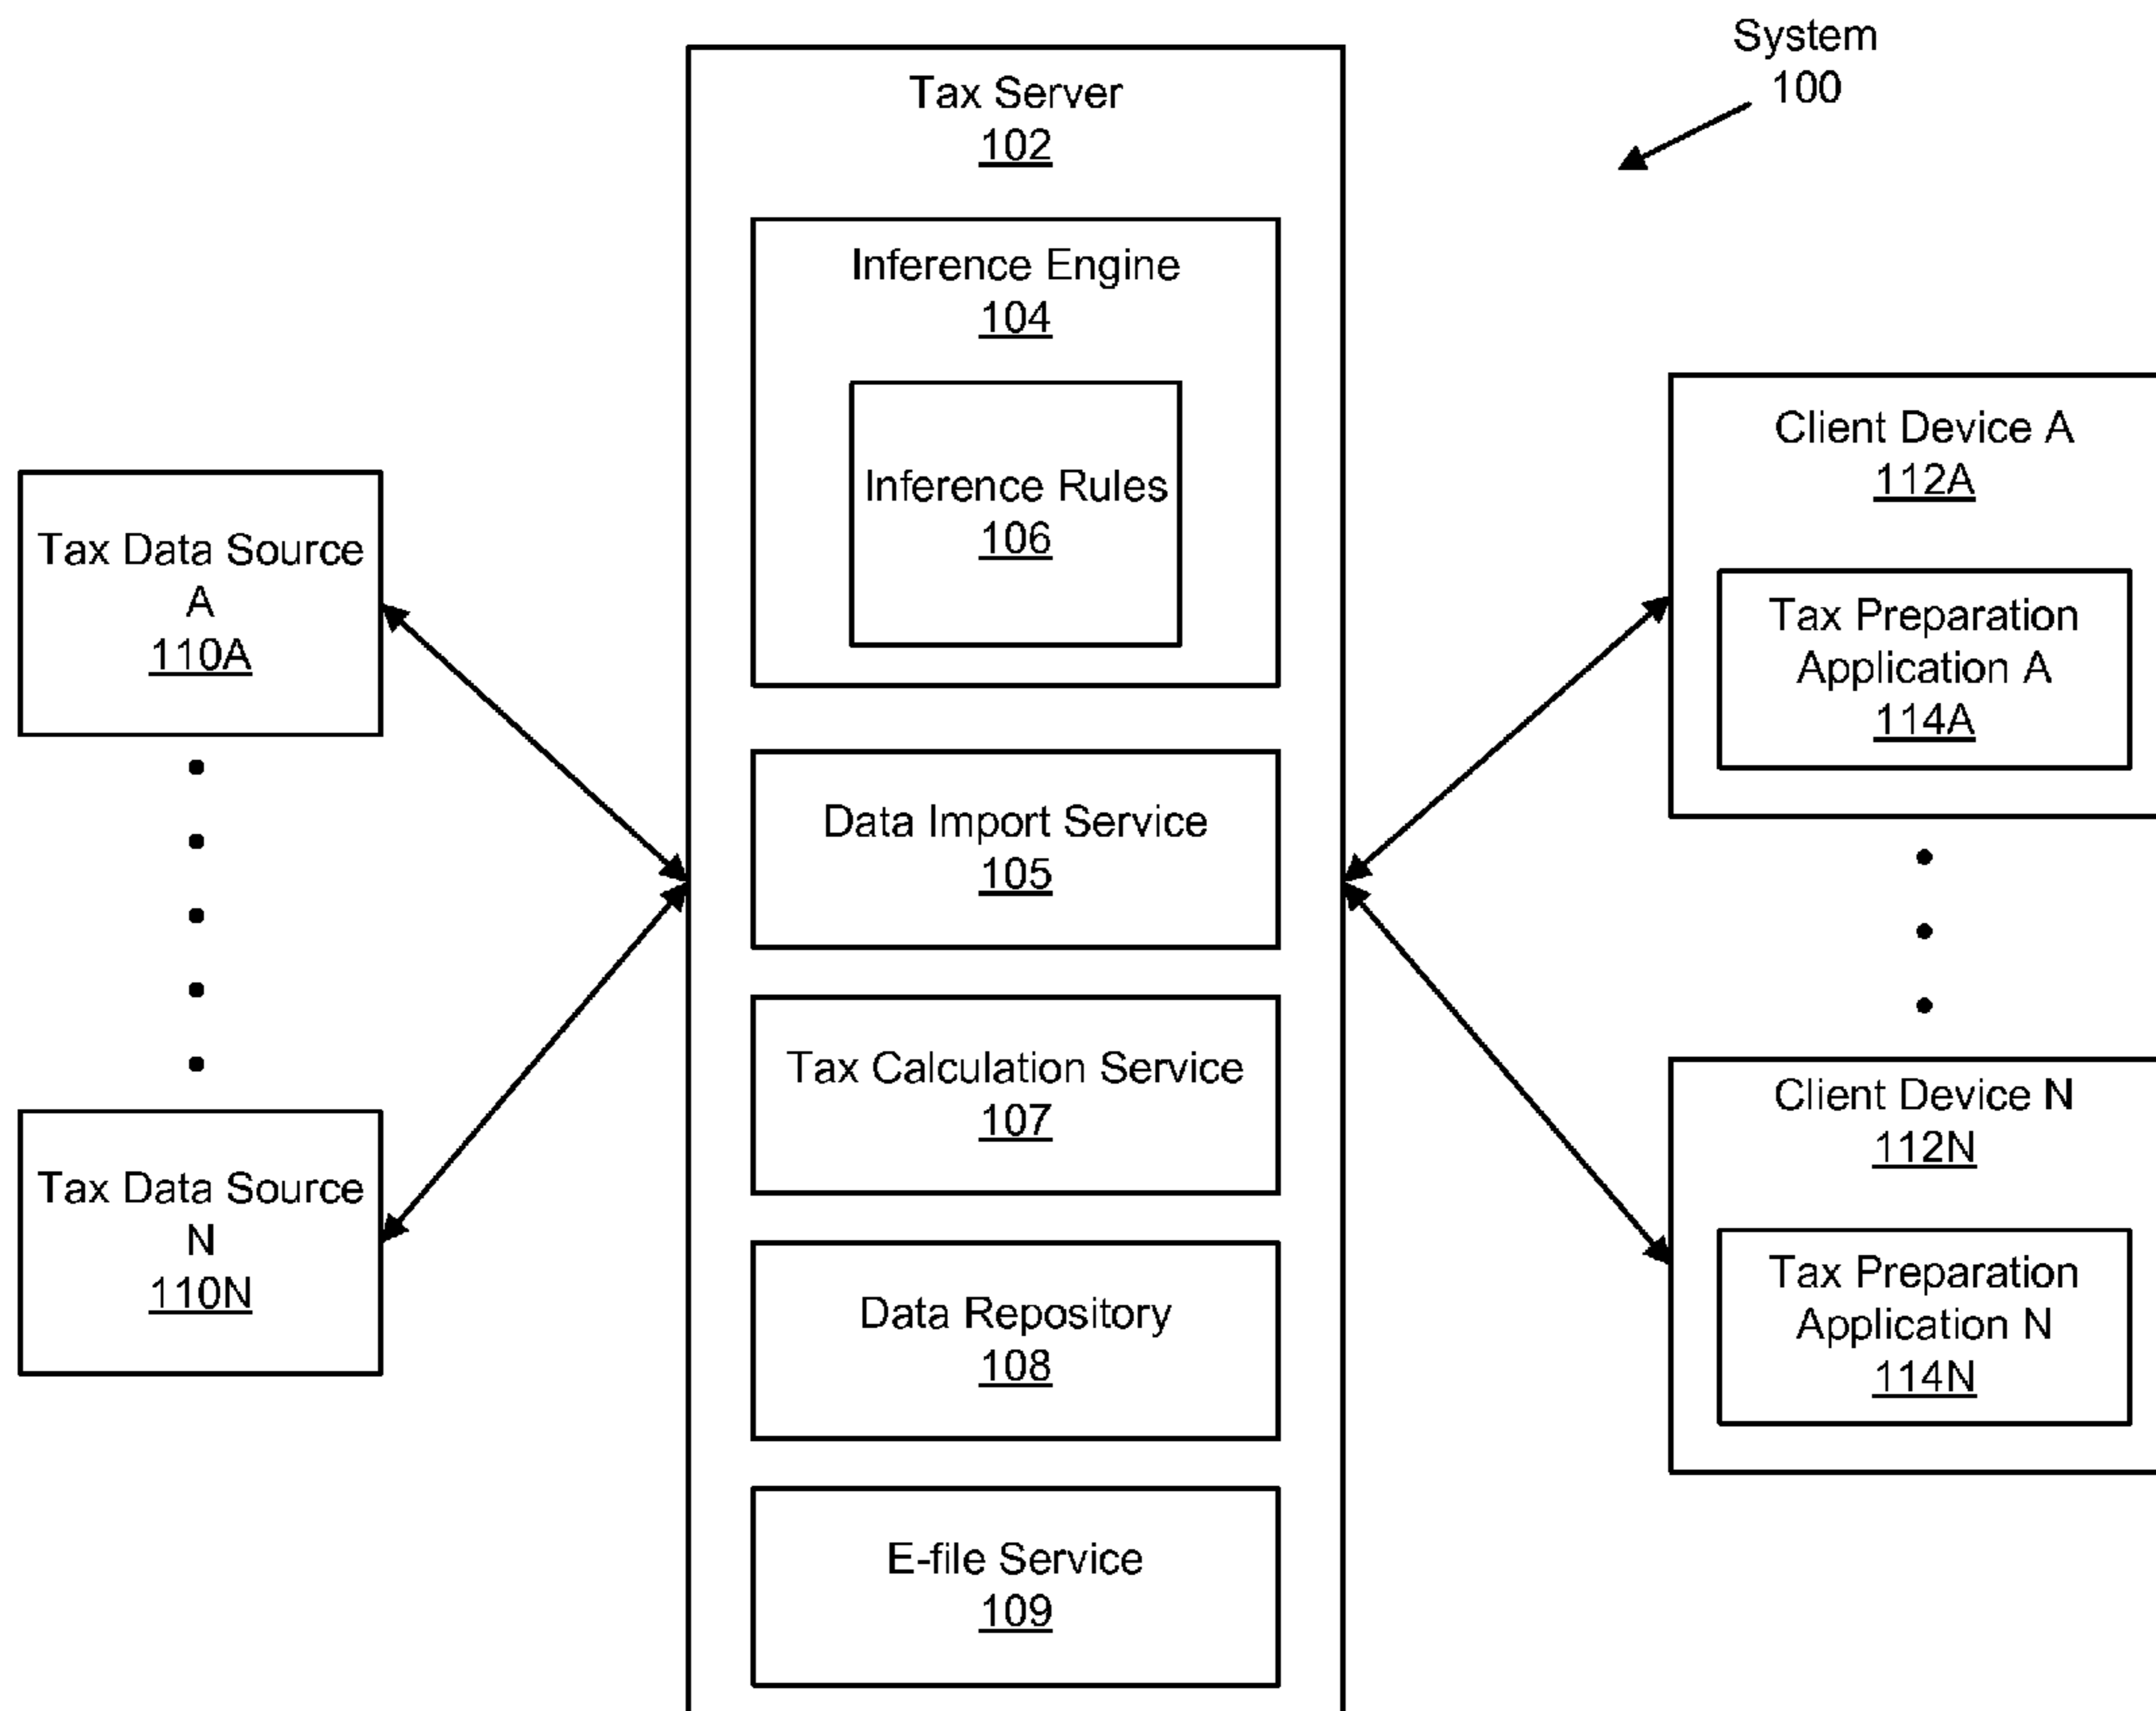 System
100
Tax Server
102
Inference Engine
104
Inference Rules
106
Data Import Service
105
Tax Calculation Service
107
Data Repository
108
E-file Service
109
Tax Data Source
A
110A
Tax Data Source
N
110N
Client Device A
112A
Tax Preparation
Application A
114A
Client Device N
112N
Tax Preparation
Application N
114N